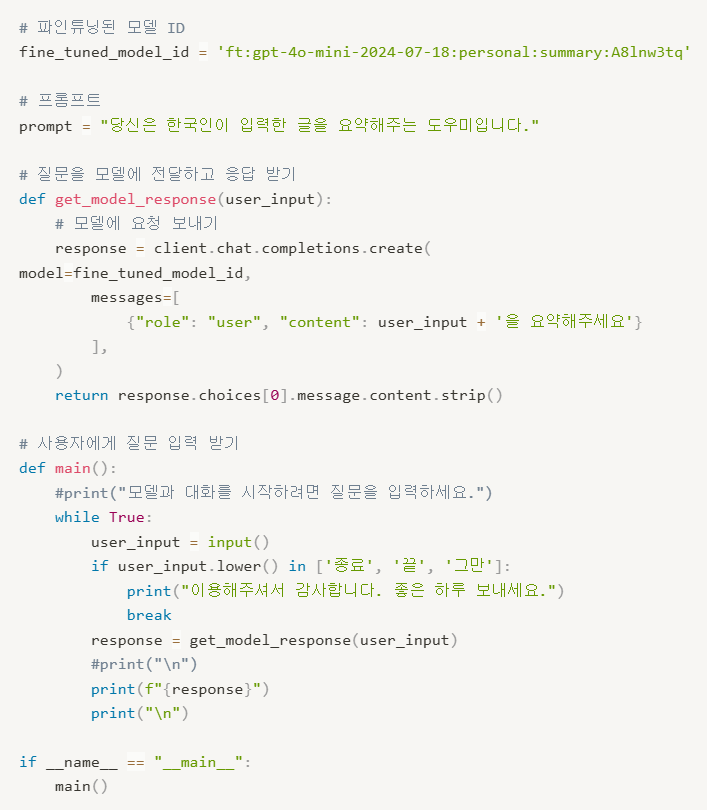 # 파인튜닝된 모델 ID
fine_tuned_model_id = 'ft:gpt-4o-mini-2024-07-18:personal:summary:A8lnw3tq'
# 프롬프트
prompt = "당신은 한국인이 입력한 글을 요약해주는 도우미입니다."
# 질문을 모델에 전달하고 응답 받기
def get_model_response(user_input):
    # 모델에 요청 보내기
    response = client.chat.completions.create(
model=fine_tuned_model_id,
        messages=[
            {"role": "user", "content": user_input + '을 요약해주세요'}
        ],
    )
    return response.choices[0].message.content.strip()
# 사용자에게 질문 입력 받기
def main():
    #print("모델과 대화를 시작하려면 질문을 입력하세요.")
    while True:
        user_input = input()
        if user_input.lower() in ['종료', '끝', '그만']:
            print("이용해주셔서 감사합니다. 좋은 하루 보내세요.")
            break
        response = get_model_response(user_input)
        #print("\n")
        print(f"{response}")
        print("\n")
if __name__ == "__main__":
    main()